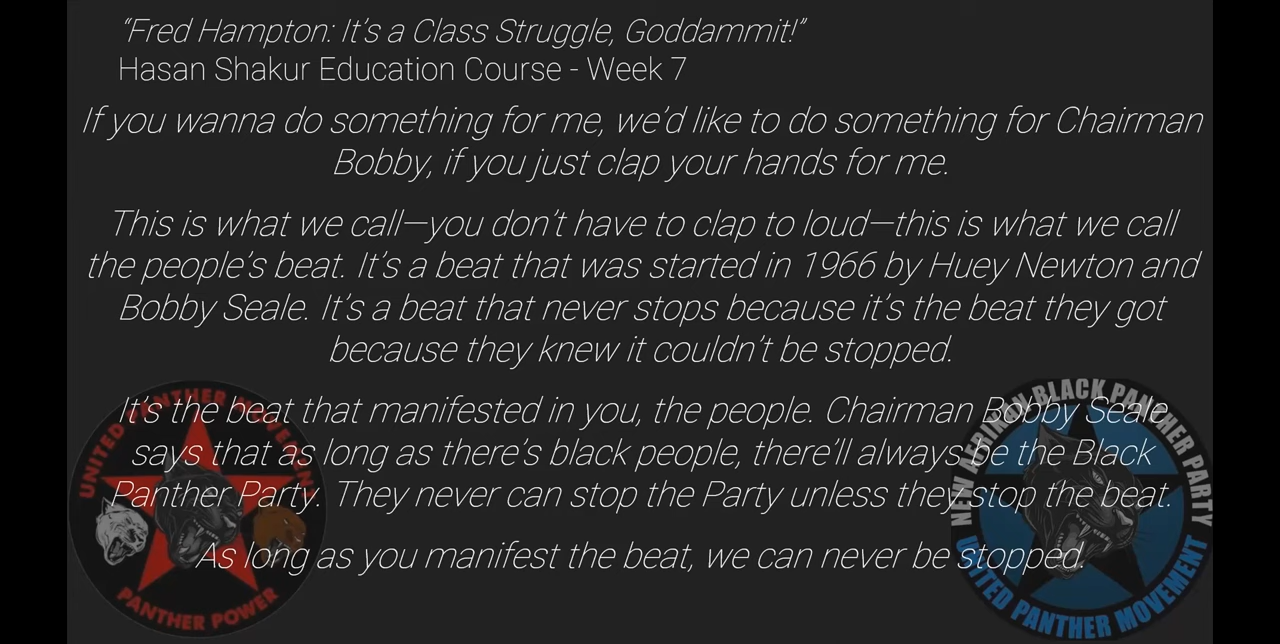 “Fred Hampton: It’s a Class Struggle, Goddammit!”
Hasan Shakur Education Course - Week 7
If you wanna do something for me, we’d like to do something for Chairman
Bobby, if you just clap your hands for me.
This is what we call—you don’t have to clap to loud—this is what we call
the people’s beat. It’s a beat that was started in 1966 by Huey Newton and
Bobby Seale. It’s a beat that never stops because it’s the beat they got
because they knew it couldn’t be stopped.
It’s the beat that manifested in you, the people. Chairman Bobby Seale
says that as long as there’s black people, there’ll always be the Black
Panther Party. They never can stop the Party unless they stop the beat.
As long as you manifest the beat, we can never be stopped.
UNITED PANTHER MOVEMENT
PANTHER POWER
NEW AFRIKAN BLACK PANTHER PARTY
UNITED PANTHER MOVEMENT